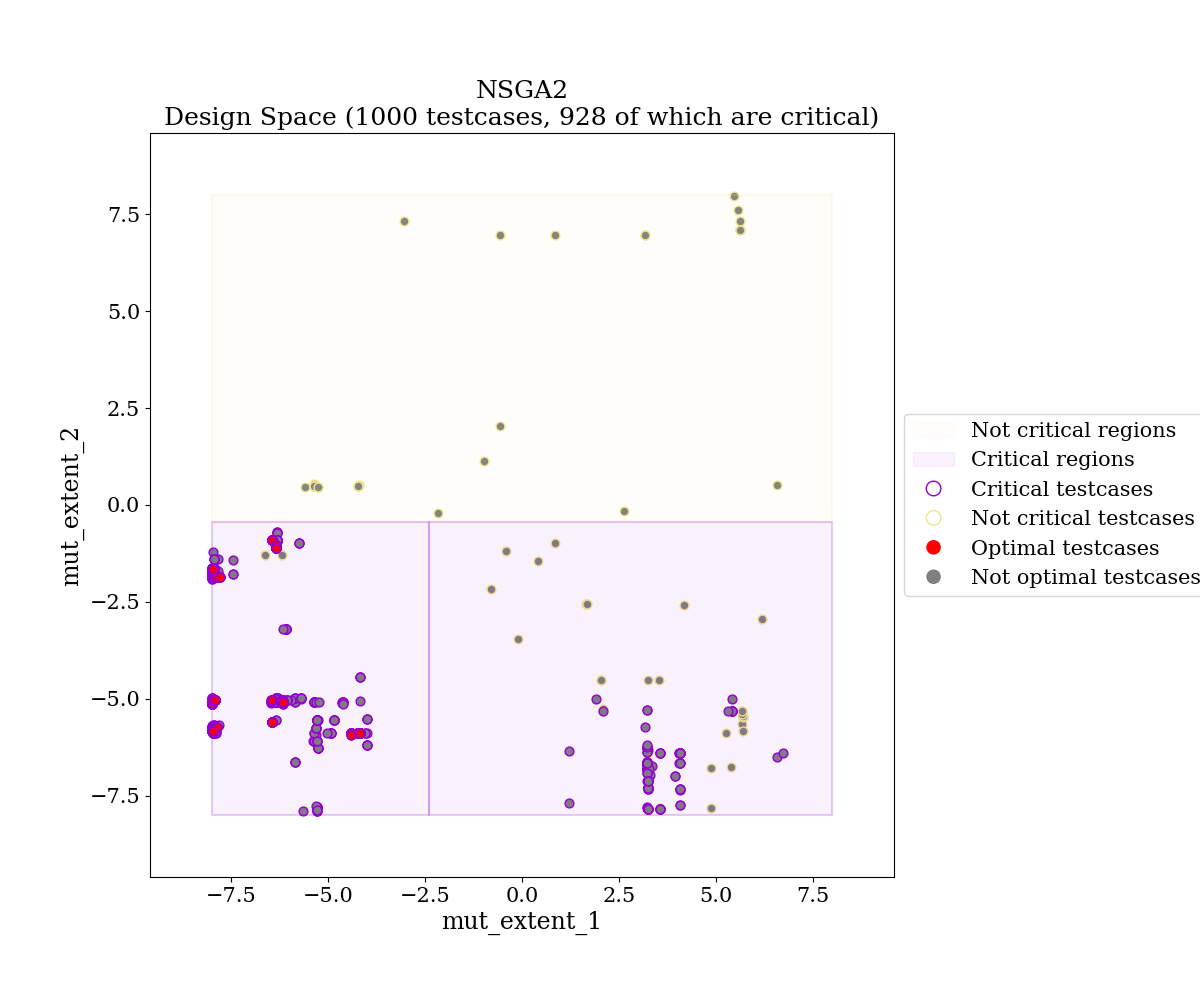 NSGA2
Design Space (1000 testcases, 928 of which are critical)
7.5
5.0
2.5
0.0
−2.5
−5.0
−7.5
mut_extent_2
−7.5
−5.0
−2.5
0.0
2.5
5.0
7.5
mut_extent_1
Not critical regions
Critical regions
Critical testcases
Not critical testcases
Optimal testcases
Not optimal testcases